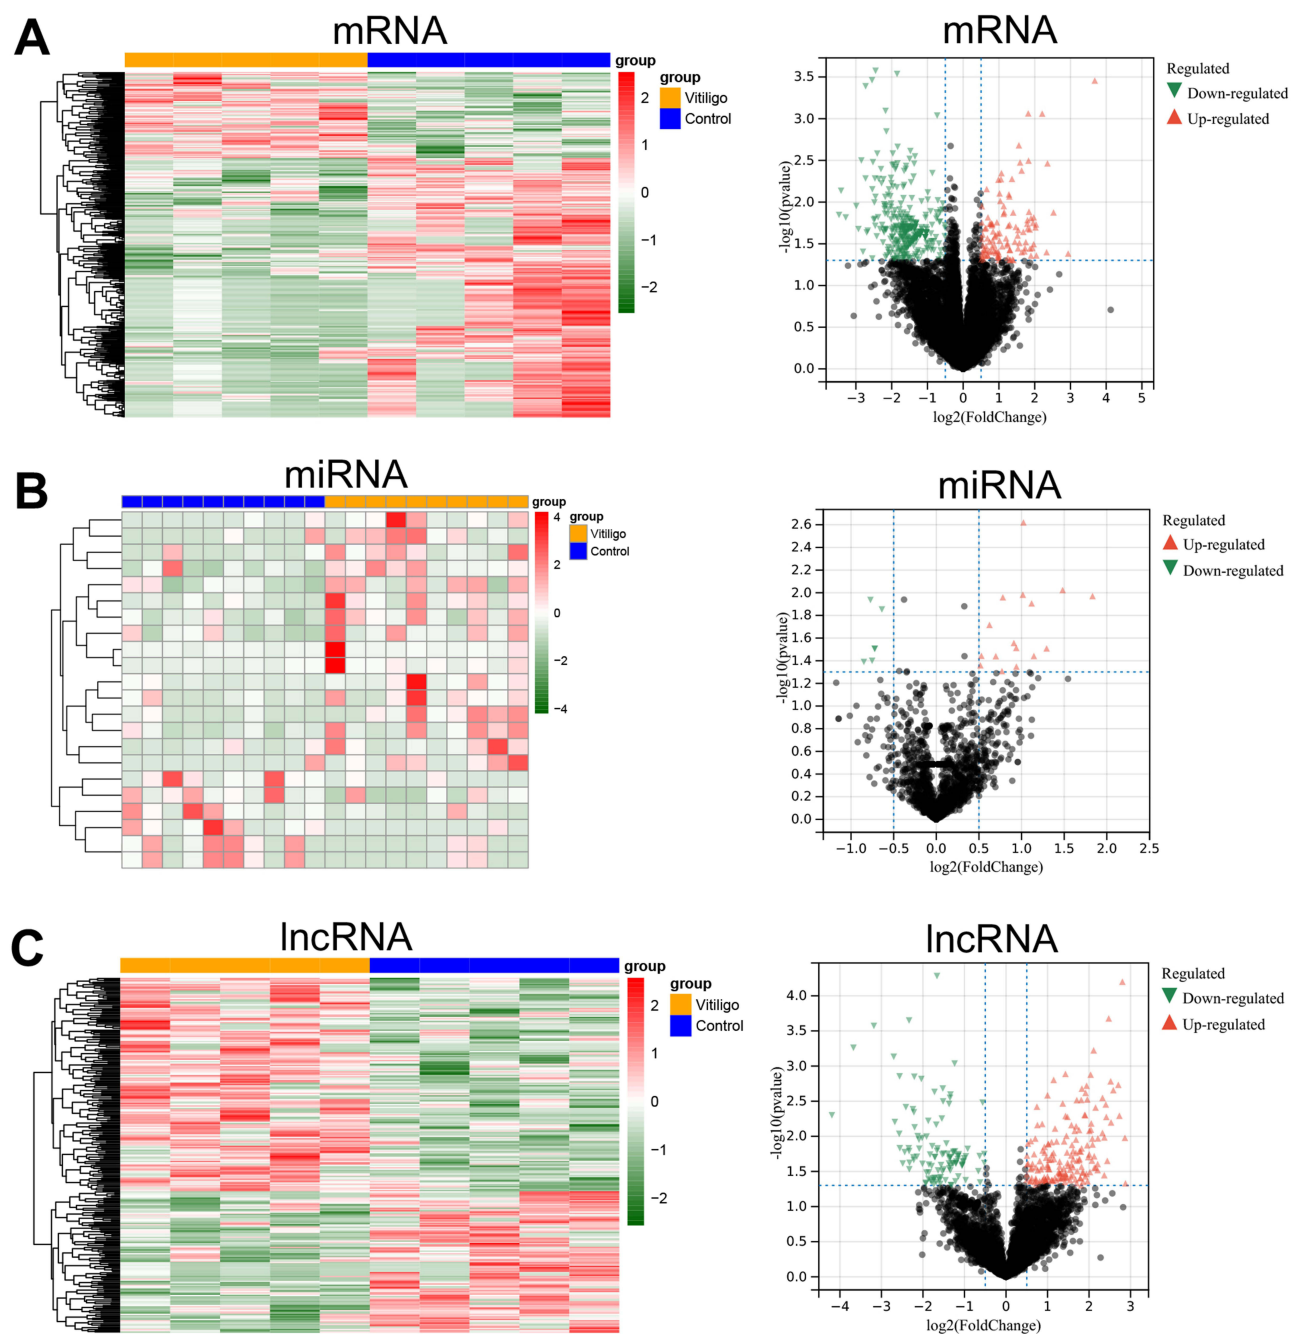 A
mRNA
group
2
1
0
−1
−2
group
Vitiligo
Control
mRNA
3.5
3.0
2.5
2.0
1.5
1.0
0.5
0.0
-log10(pvalue)
−3 −2 −1 0 1 2 3 4 5
log2(FoldChange)
Regulated
Down-regulated
Up-regulated
B
miRNA
group
4
2
0
−2
−4
group
Vitiligo
Control
miRNA
2.6
2.4
2.2
2.0
1.8
1.6
1.4
1.2
1.0
0.8
0.6
0.4
0.2
0.0
-log10(pvalue)
−1.0 −0.5 0.0 0.5 1.0 1.5 2.0 2.5
log2(FoldChange)
Regulated
Up-regulated
Down-regulated
C
lncRNA
group
2
1
0
−1
−2
group
Vitiligo
Control
lncRNA
4.0
3.5
3.0
2.5
2.0
1.5
1.0
0.5
0.0
-log10(pvalue)
−4 −3 −2 −1 0 1 2 3
log2(FoldChange)
Regulated
Down-regulated
Up-regulated